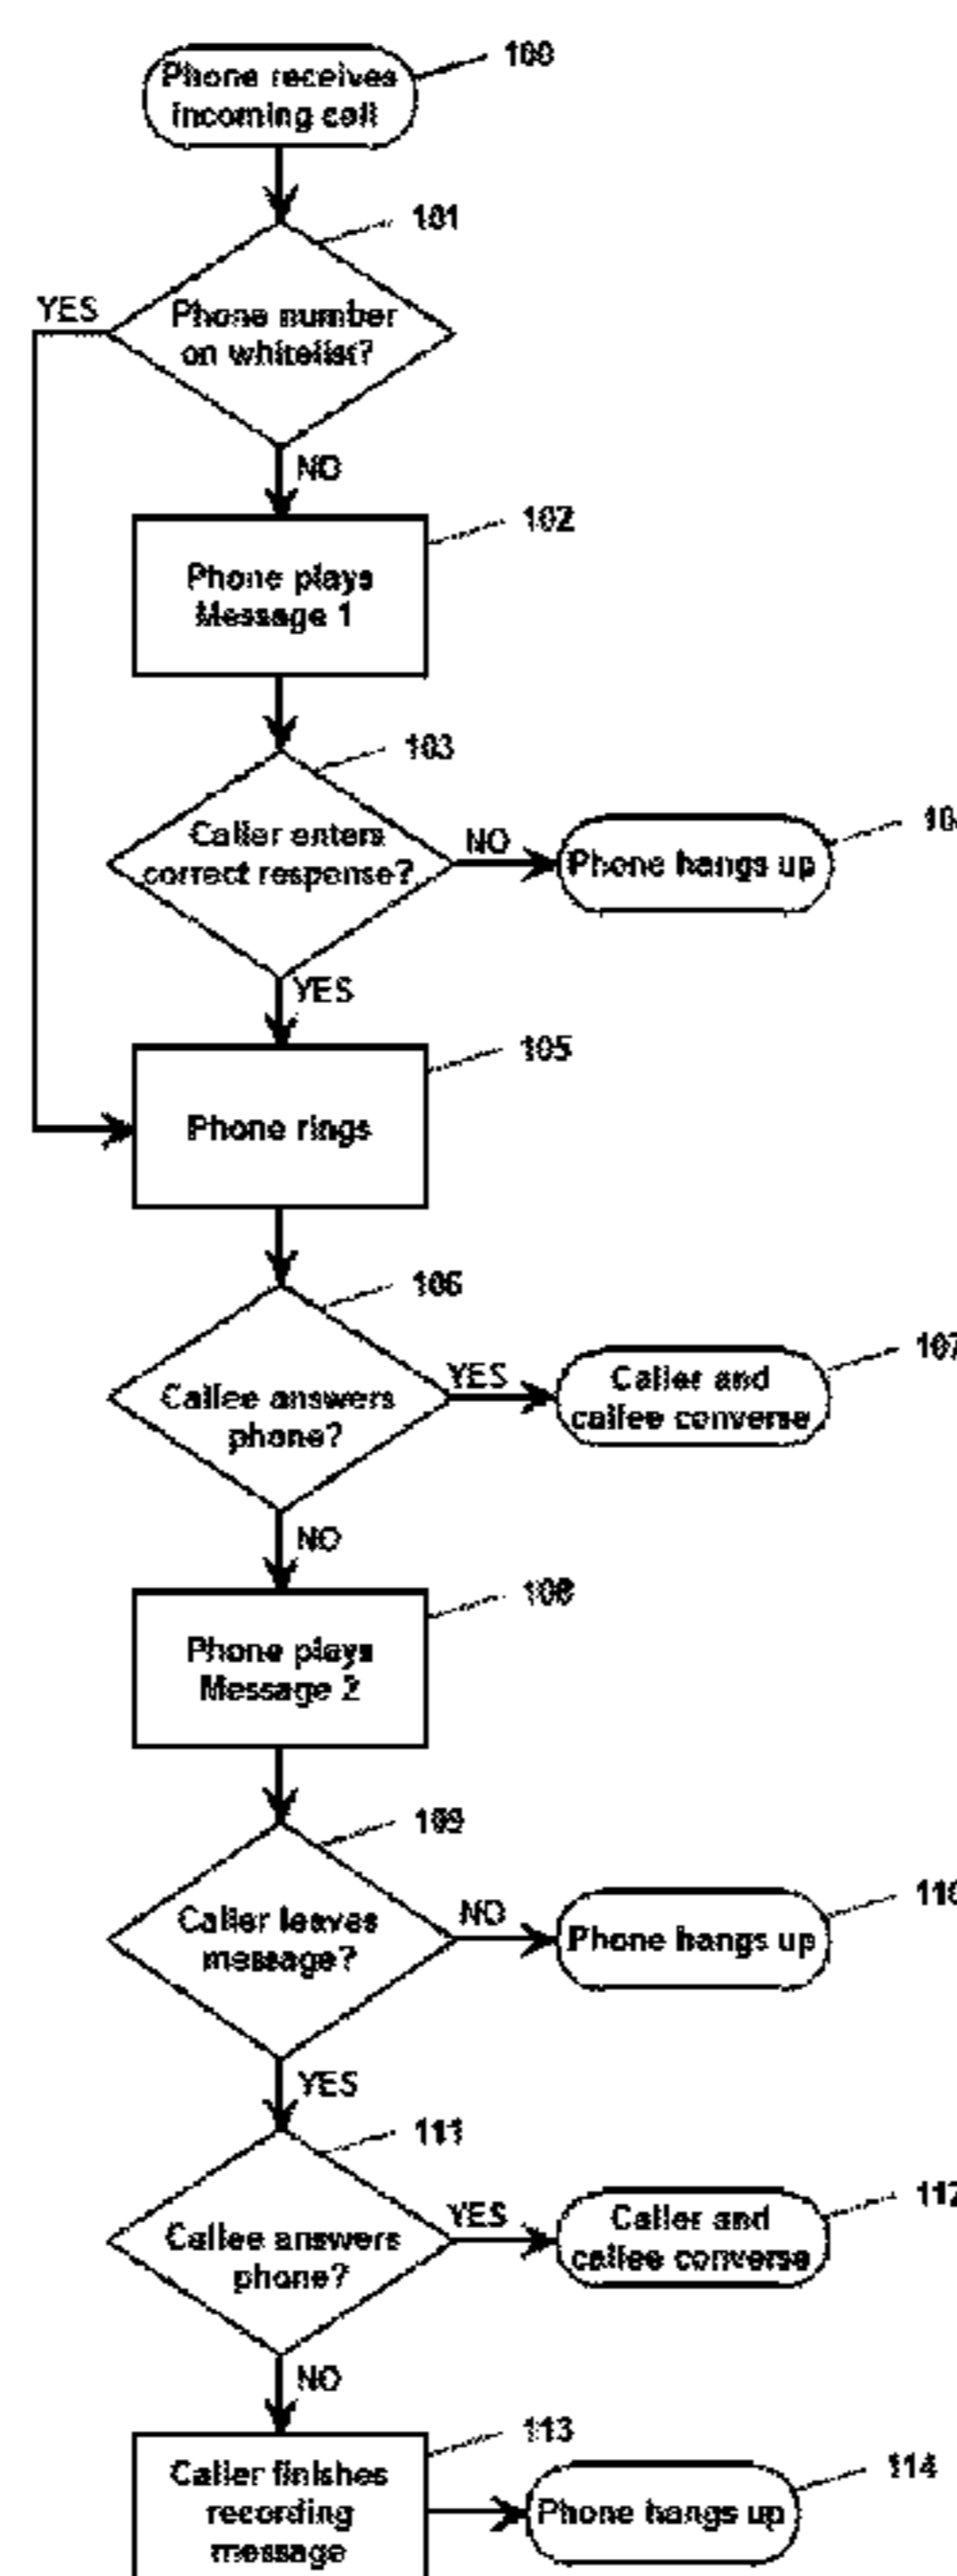 Phone receives
incoming call
100
101
YES
Phone number
on whitelist?
NO
102
Phone plays
Message 1
103
Caller enters
correct response?
NO
Phone hangs up
10
YES
105
Phone rings
106
Callee answers
phone?
YES
Caller and
callee converse
107
NO
108
Phone plays
Message 2
109
Caller leaves
message?
NO
Phone hangs up
110
YES
111
Callee answers
phone?
YES
Caller and
callee converse
112
NO
113
Caller finishes
recording
message
Phone hangs up
114